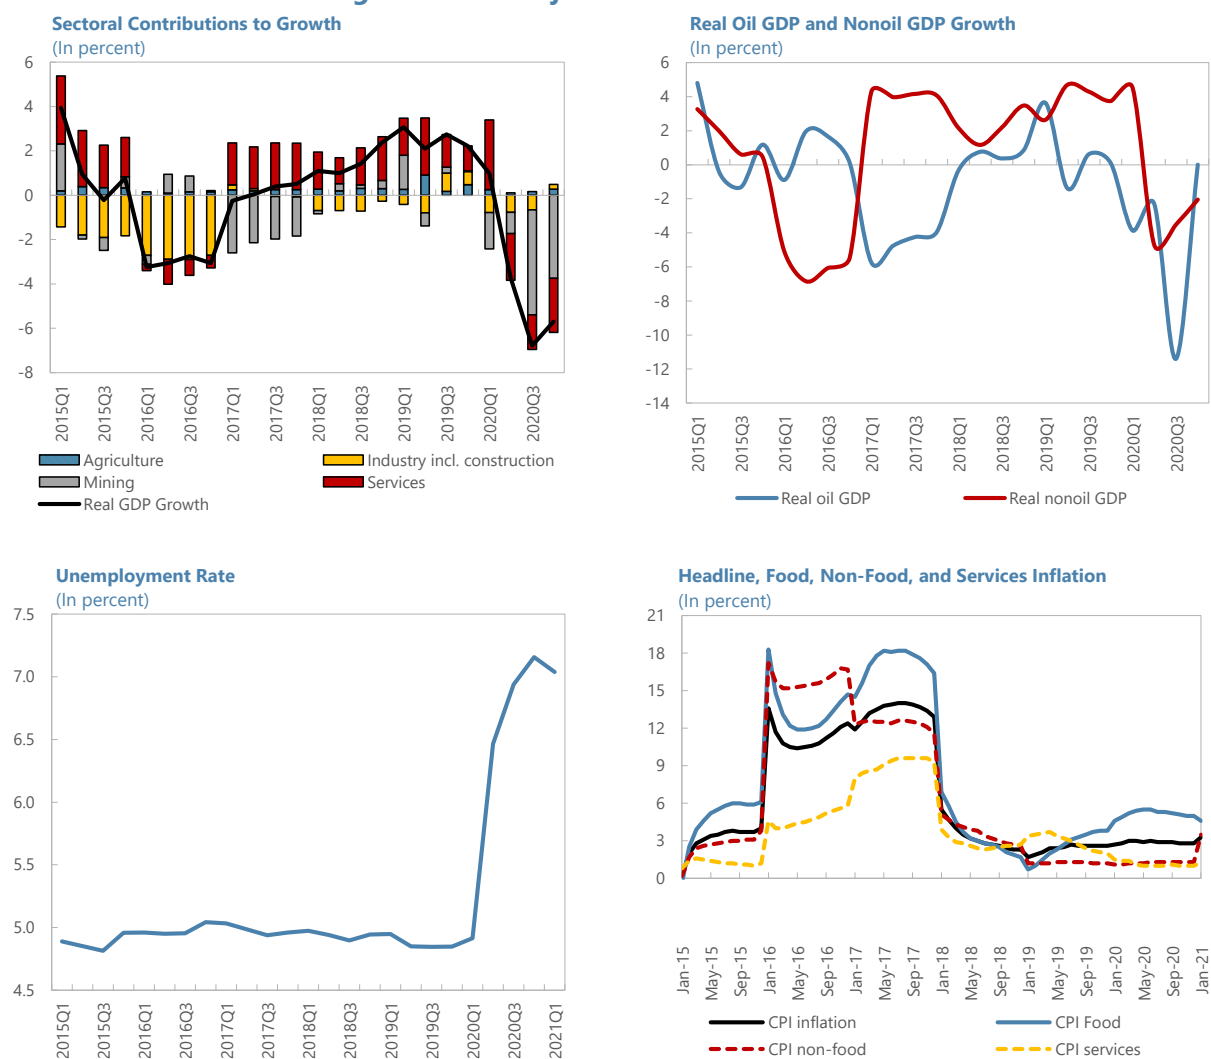 Sectoral Contributions to Growth
(In percent)
6
4
2
0
-2
-4
-6
-8
2015Q1
2015Q3
2016Q1
2016Q3
2017Q1
2017Q3
2018Q1
2018Q3
2019Q1
2019Q3
2020Q1
2020Q3
Agriculture
Industry incl. construction
Mining
Services
Real GDP Growth
Real Oil GDP and Nonoil GDP Growth
(In percent)
6
4
2
0
-2
-4
-6
-8
-10
-12
-14
2015Q1
2015Q3
2016Q1
2016Q3
2017Q1
2017Q3
2018Q1
2018Q3
2019Q1
2019Q3
2020Q1
2020Q3
Real oil GDP
Real nonoil GDP
Unemployment Rate
(In percent)
7.5
7.0
6.5
6.0
5.5
5.0
4.5
2015Q1
2015Q3
2016Q1
2016Q3
2017Q1
2017Q3
2018Q1
2018Q3
2019Q1
2019Q3
2020Q1
2020Q3
2021Q1
Headline, Food, Non-Food, and Services Inflation
(In percent)
21
18
15
12
9
6
3
0
Jan-15
May-15
Sep-15
Jan-16
May-16
Sep-16
Jan-17
May-17
Sep-17
Jan-18
May-18
Sep-18
Jan-19
May-19
Sep-19
Jan-20
May-20
Sep-20
Jan-21
CPI inflation
CPI Food
CPI non-food
CPI services